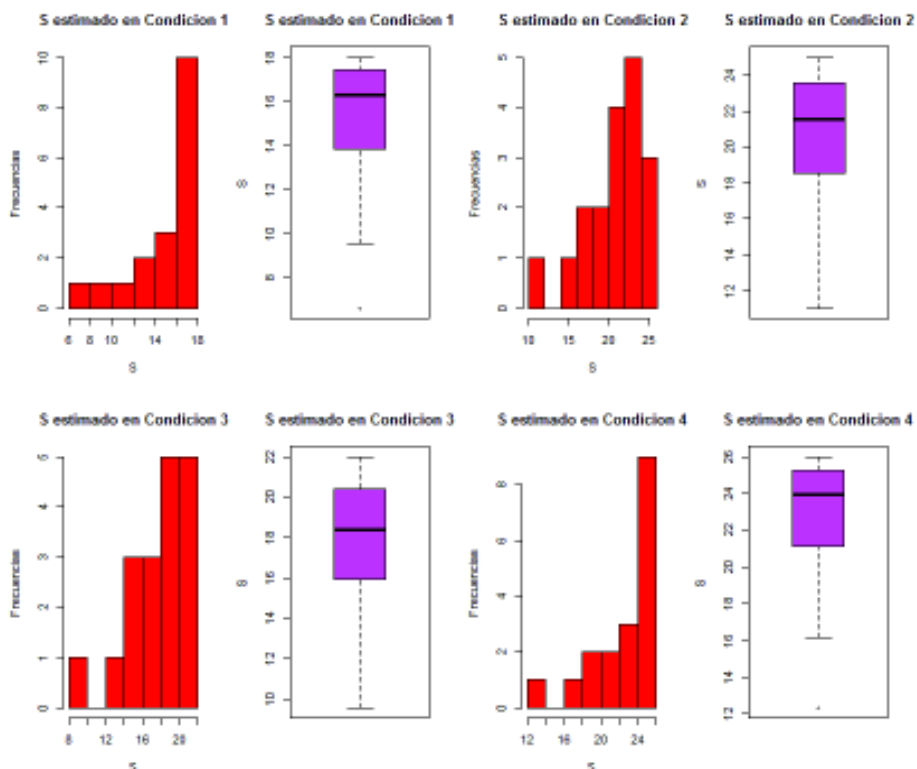 S estimado en Condicion 1
Frecuencias
0 2 4 6 8 10
6 8 10 14 18
S
S estimado en Condicion 1
S
8 10 12 14 16 18
S estimado en Condicion 2
Frecuencias
0 1 2 3 4 5
10 15 20 25
S
S estimado en Condicion 2
S
12 14 16 18 20 22 24
S estimado en Condicion 3
Frecuencias
0 1 2 3 4 5
8 12 16 20
S
S estimado en Condicion 3
S
10 12 14 16 18 20 22
S estimado en Condicion 4
Frecuencias
0 2 4 6 8
12 16 20 24
S
S estimado en Condicion 4
S
12 14 16 18 20 22 24 26